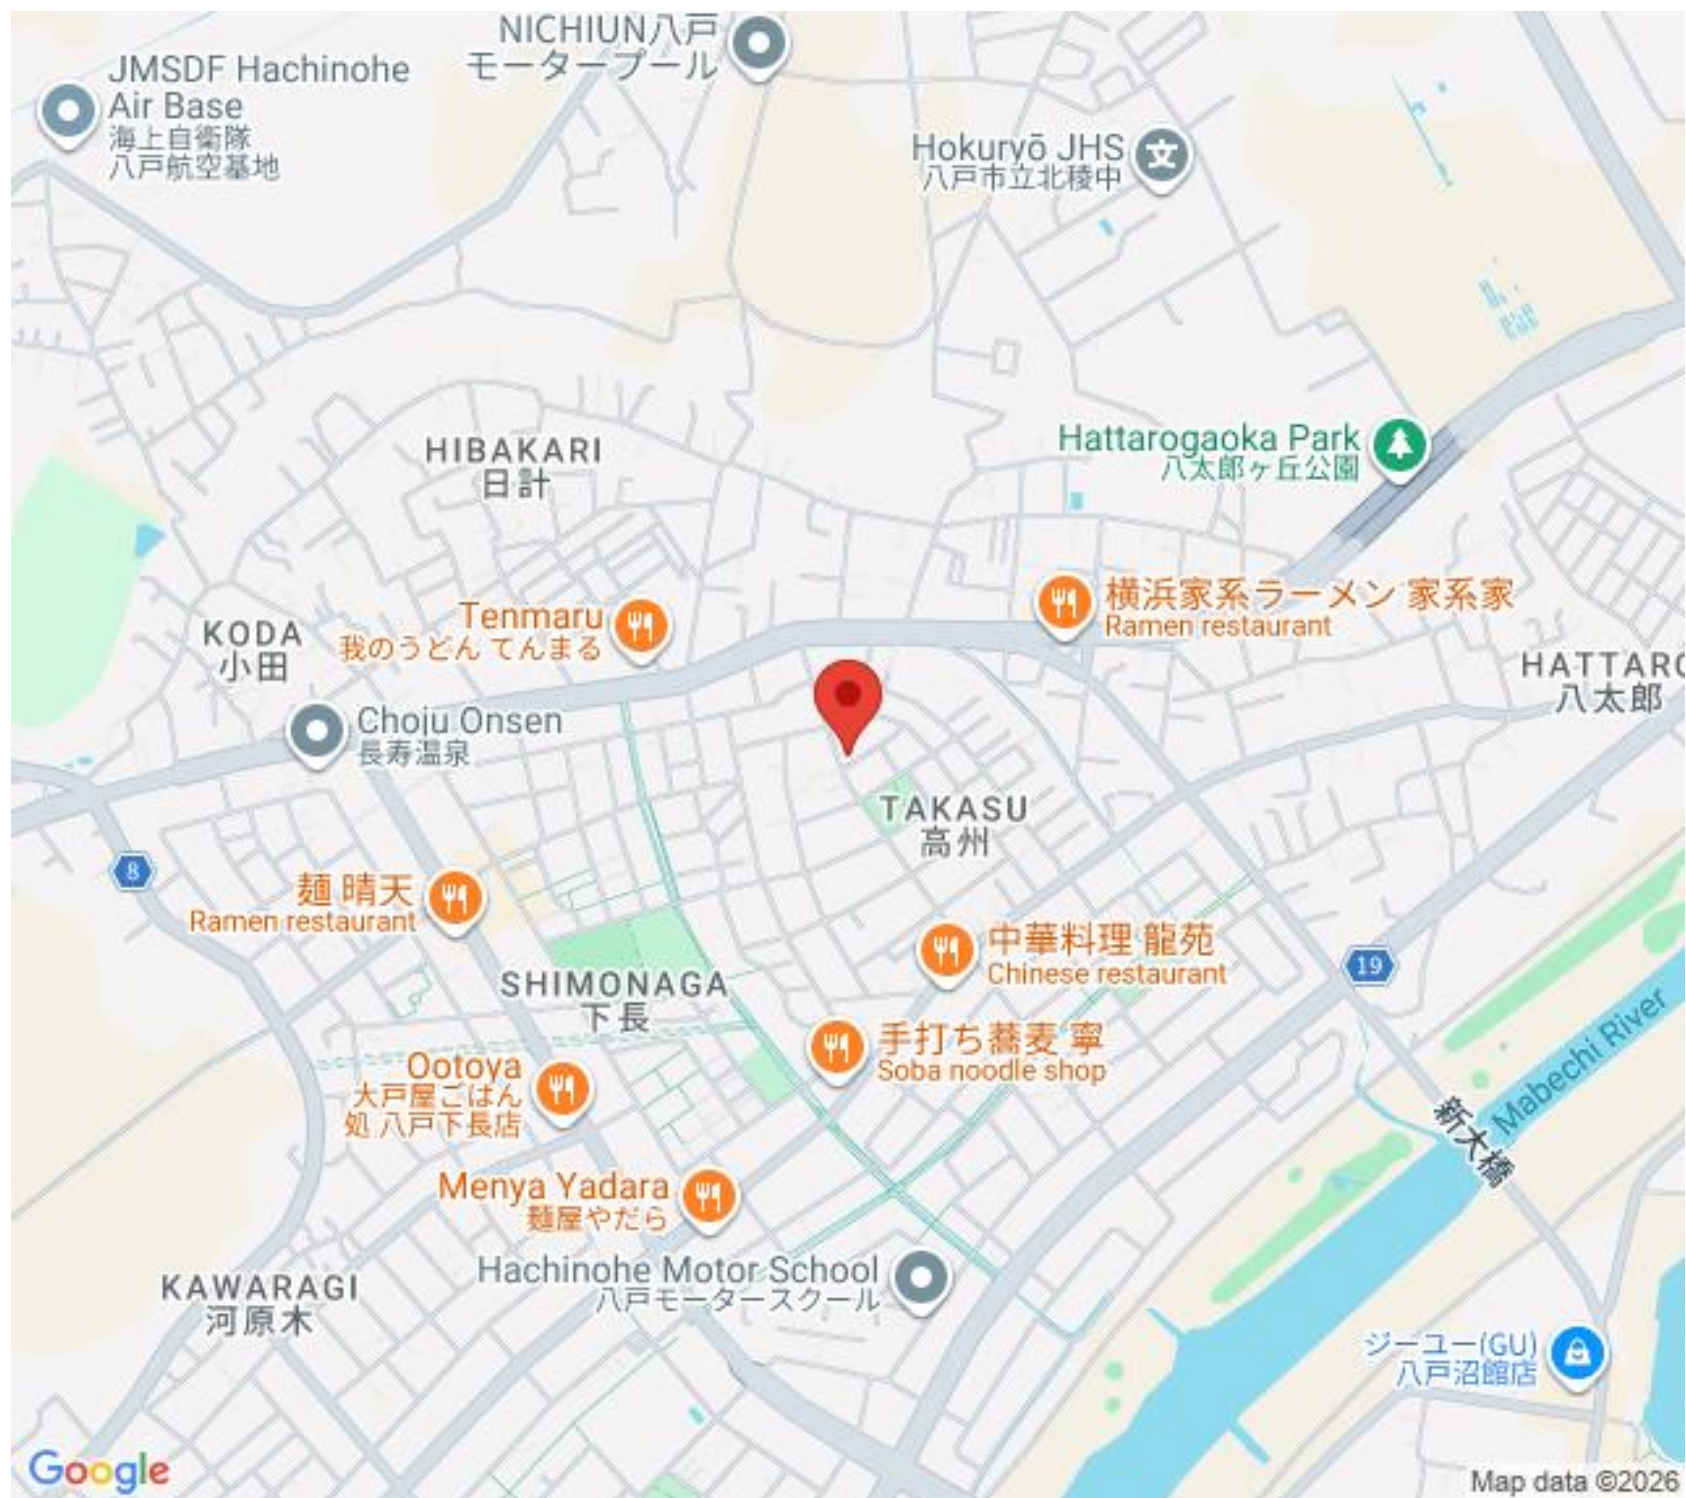 NICHIUN八戸
モータープール
JMSDF Hachinohe
Air Base
海上自衛隊
八戸航空基地
Hokuryō JHS
八戸市立北稜中
Hattarogaoka Park
八太郎ヶ丘公園
HIBAKARI
日計
横浜家系ラーメン 家系家
Ramen restaurant
Tenmaru
我のうどん てんまる
KODA
小田
HATTARO
八太郎
Choju Onsen
長寿温泉
TAKASU
高州
8
麺 晴天
Ramen restaurant
中華料理 龍苑
Chinese restaurant
19
SHIMONAGA
下長
手打ち蕎麦 寧
Soba noodle shop
Mabechi River
新大橋
Ootoya
大戸屋ごはん
処 八戸下長店
Menya Yadara
麺屋やだら
Hachinohe Motor School
八戸モータースクール
KAWARAGI
河原木
ジーユー(GU)
八戸沼館店
Google
Map data ©2026